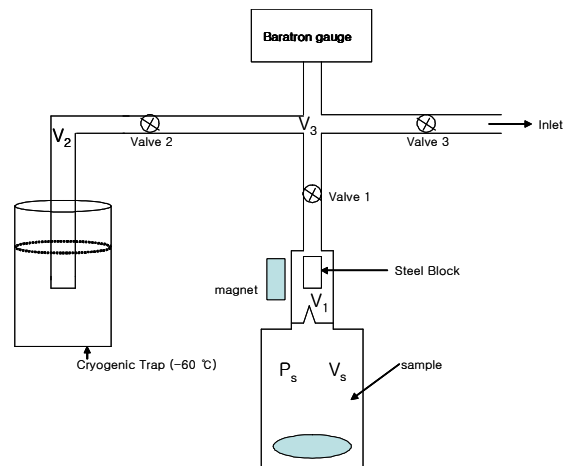 Baratron gauge
V3
Inlet
V2
Valve 2
Valve 3
Valve 1
Steel Block
magnet
V1
Cryogenic Trap (-60 ℃)
Ps
Vs
sample